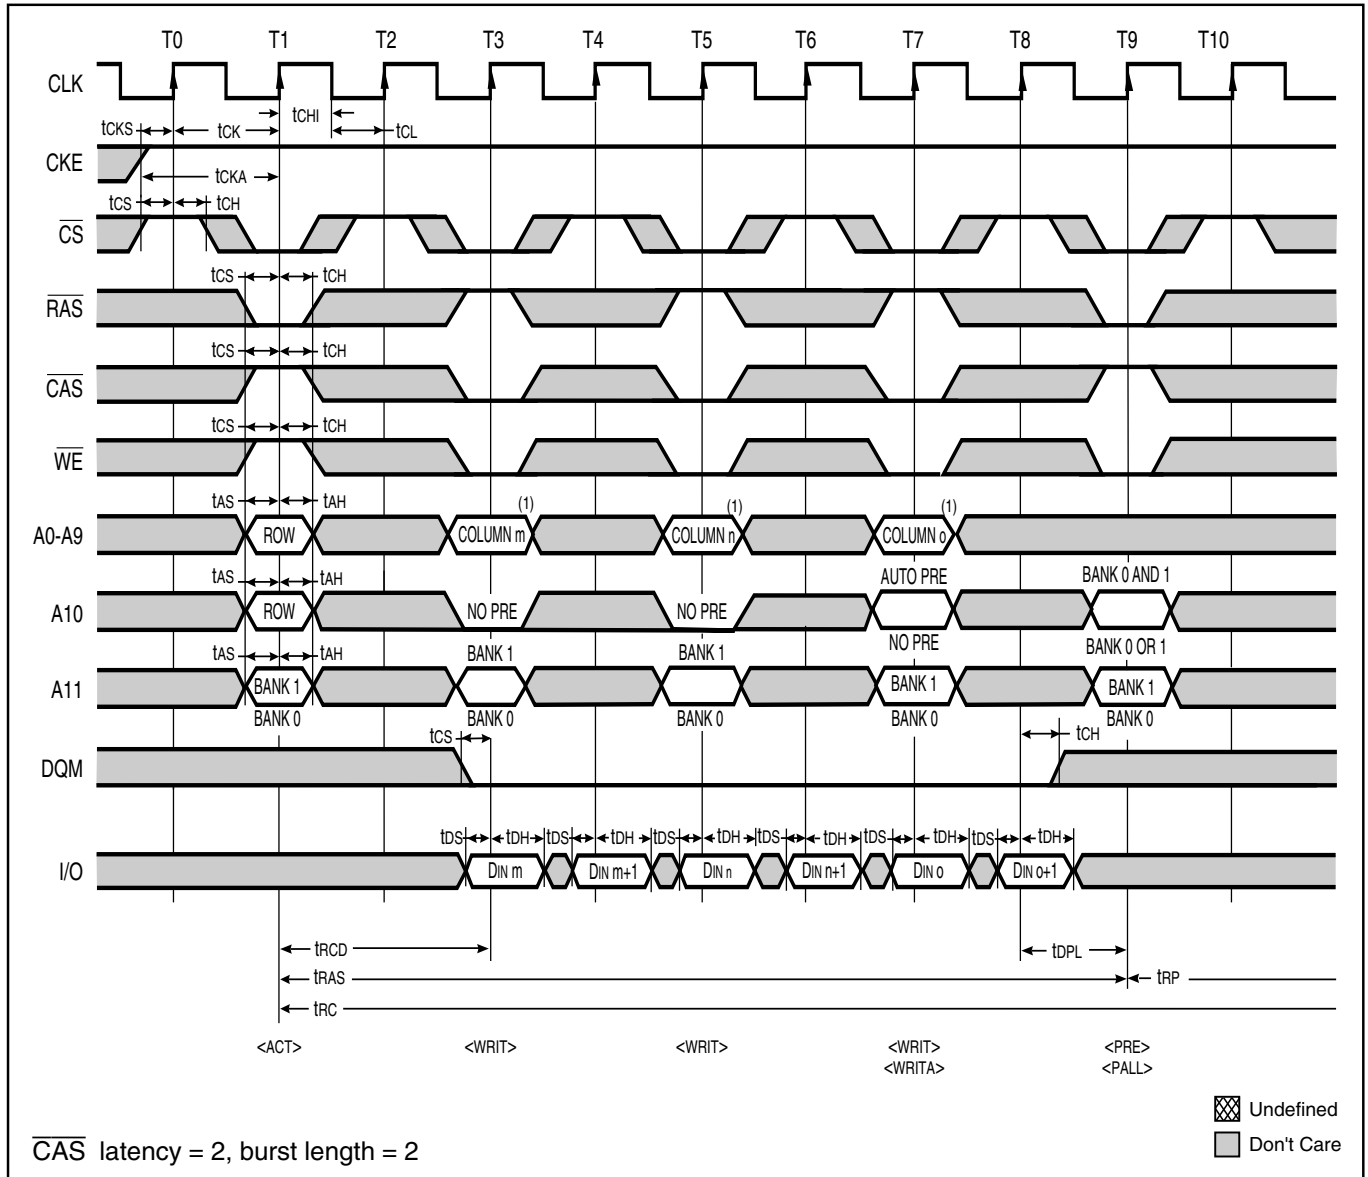 T0 T1 T2 T3 T4 T5 T6 T7 T8 T9 T10
CLK
tCHI
tCKS tCK tCL
CKE
tCKA
tCS tCH
CS
tCS tCH
RAS
tCS tCH
CAS
tCS tCH
WE
tAS tAH (1) (1) (1)
A0-A9 ROW COLUMN m COLUMN n COLUMN o
tAS tAH AUTO PRE BANK 0 AND 1
A10 ROW NO PRE NO PRE
NO PRE BANK 0 OR 1
tAS tAH BANK 1 BANK 1
A11 BANK 1 BANK 1 BANK 1
BANK 0 BANK 0 BANK 0 BANK 0 BANK 0
tCS tCH
DQM
tDS tDH tDS tDH tDS tDH tDS tDH tDS tDH tDS tDH
I/O DIN m DIN m+1 DIN n DIN n+1 DIN o DIN o+1
tRCD tDPL
tRAS tRP
tRC
<ACT> <WRIT> <WRIT> <WRIT> <PRE>
<WRITA> <PALL>
Undefined
Don't Care
CAS latency = 2, burst length = 2